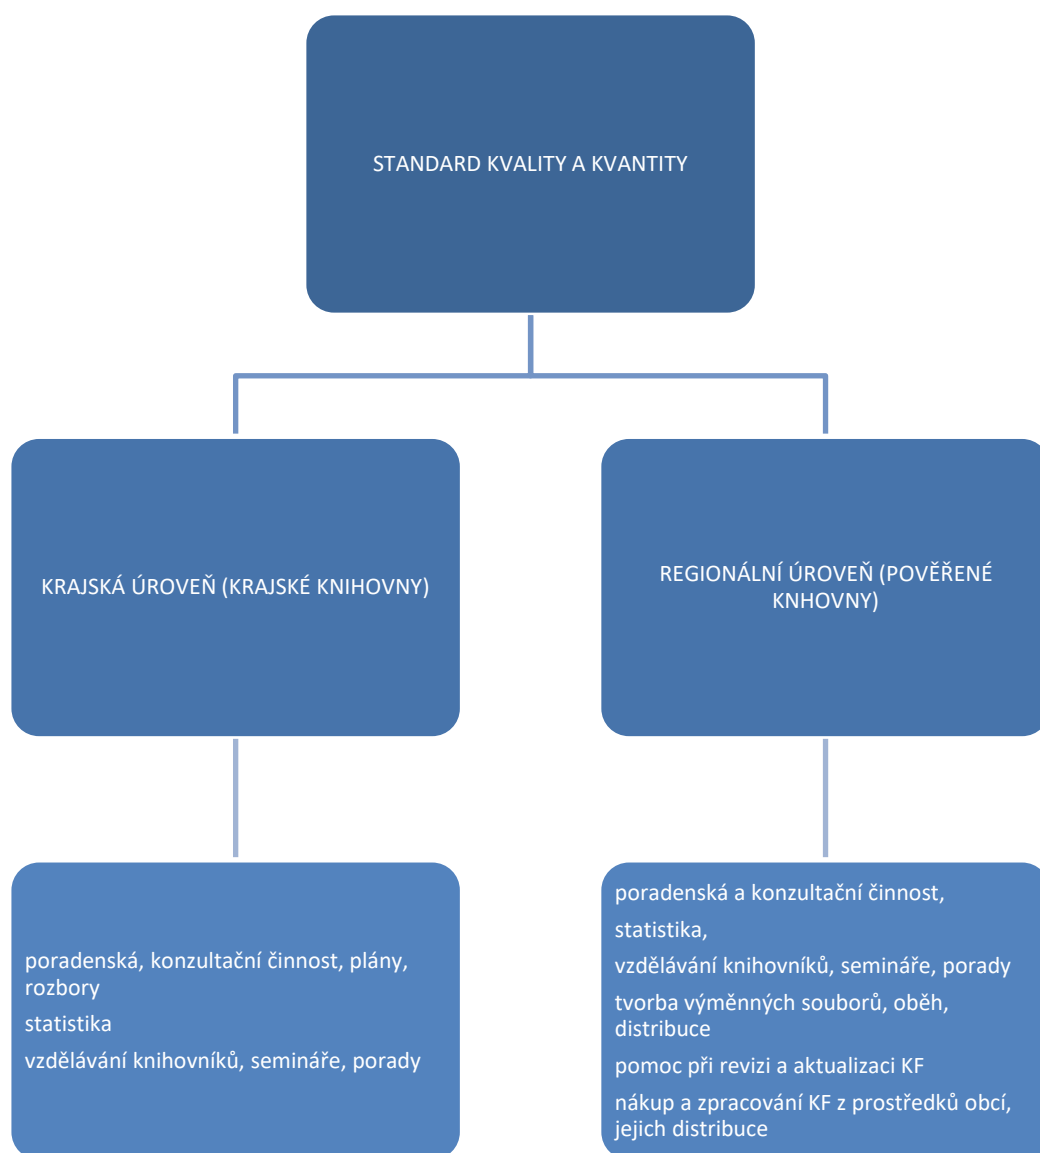 STANDARD KVALITY A KVANTITY
KRAJSKÁ ÚROVEŇ (KRAJSKÉ KNIHOVNY)
REGIONÁLNÍ ÚROVEŇ (POVĚŘENÉ
KNHOVNY)
poradenská, konzultační činnost, plány,
rozbory
statistika
vzdělávání knihovníků, semináře, porady
poradenská a konzultační činnost,
statistika,
vzdělávání knihovníků, semináře, porady
tvorba výměnných souborů, oběh,
distribuce
pomoc při revizi a aktualizaci KF
nákup a zpracování KF z prostředků obcí,
jejich distribuce